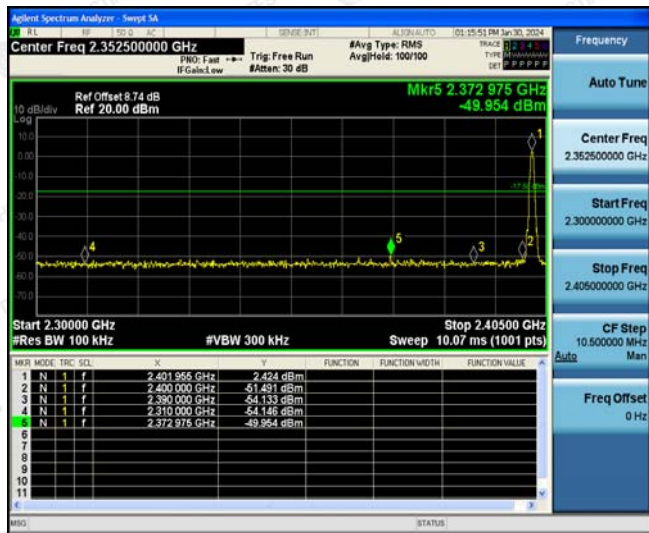 Agilent Spectrum Analyzer - Swept SA
RL RF 50 Ω AC SENSE:INT ALIGN AUTO 01:15:51 PM Jan 30, 2024
Center Freq 2.352500000 GHz
PNO: Fast
IFGain:Low
Trig: Free Run
#Atten: 30 dB
#Avg Type: RMS
Avg|Hold: 100/100
TRACE 1 2 3 4 5 6
TYPE
DET P P P P P P
Mkr5 2.372 975 GHz
-49.954 dBm
Ref Offset 8.74 dB
10 dB/div Ref 20.00 dBm
Log
10.0
0.00
-10.0
-20.0
-30.0
-40.0
-50.0
-60.0
-70.0
1
2
3
4
5
Start 2.30000 GHz Stop 2.40500 GHz
#Res BW 100 kHz #VBW 300 kHz Sweep 10.07 ms (1001 pts)
MKR MODE TRC SCL X Y FUNCTION FUNCTION WIDTH FUNCTION VALUE
1 N 1 f 2.401 955 GHz 2.424 dBm
2 N 1 f 2.400 000 GHz -51.491 dBm
3 N 1 f 2.390 000 GHz -54.133 dBm
4 N 1 f 2.310 000 GHz -54.146 dBm
5 N 1 f 2.372 975 GHz -49.954 dBm
6
7
8
9
10
11
MSG STATUS
Frequency
Auto Tune
Center Freq
2.352500000 GHz
Start Freq
2.300000000 GHz
Stop Freq
2.405000000 GHz
CF Step
10.500000 MHz
Auto Man
Freq Offset
0 Hz